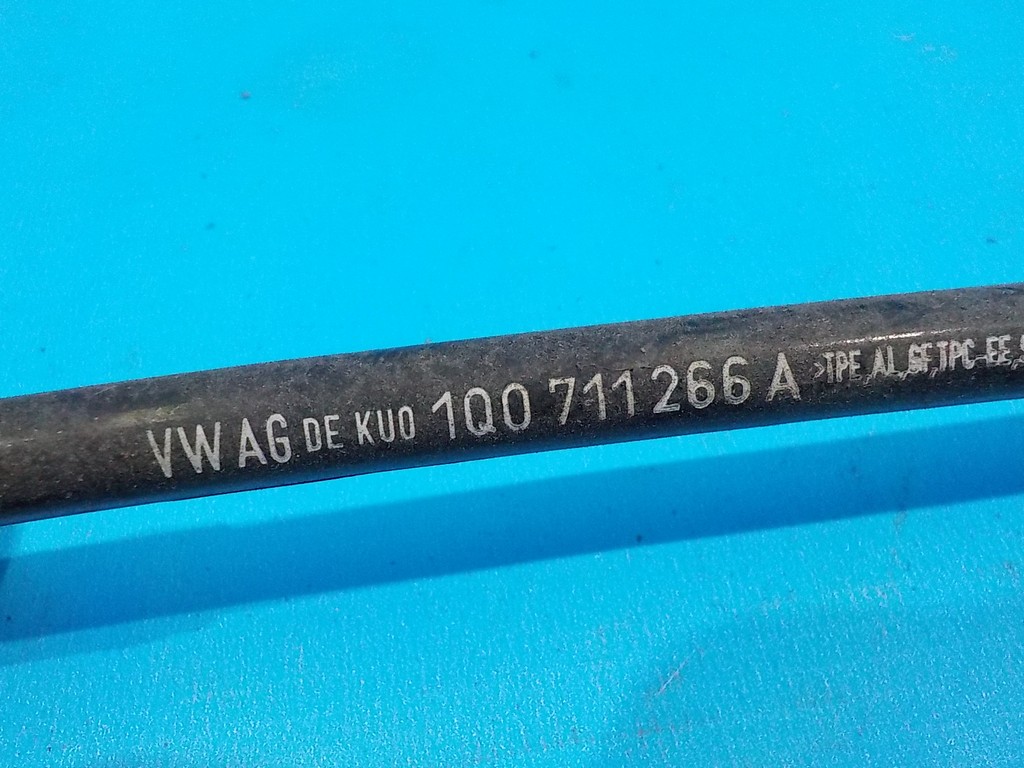 VW AG DE KUO 1Q0 711 266 A >TPE,AL,GF,TPC-EE,